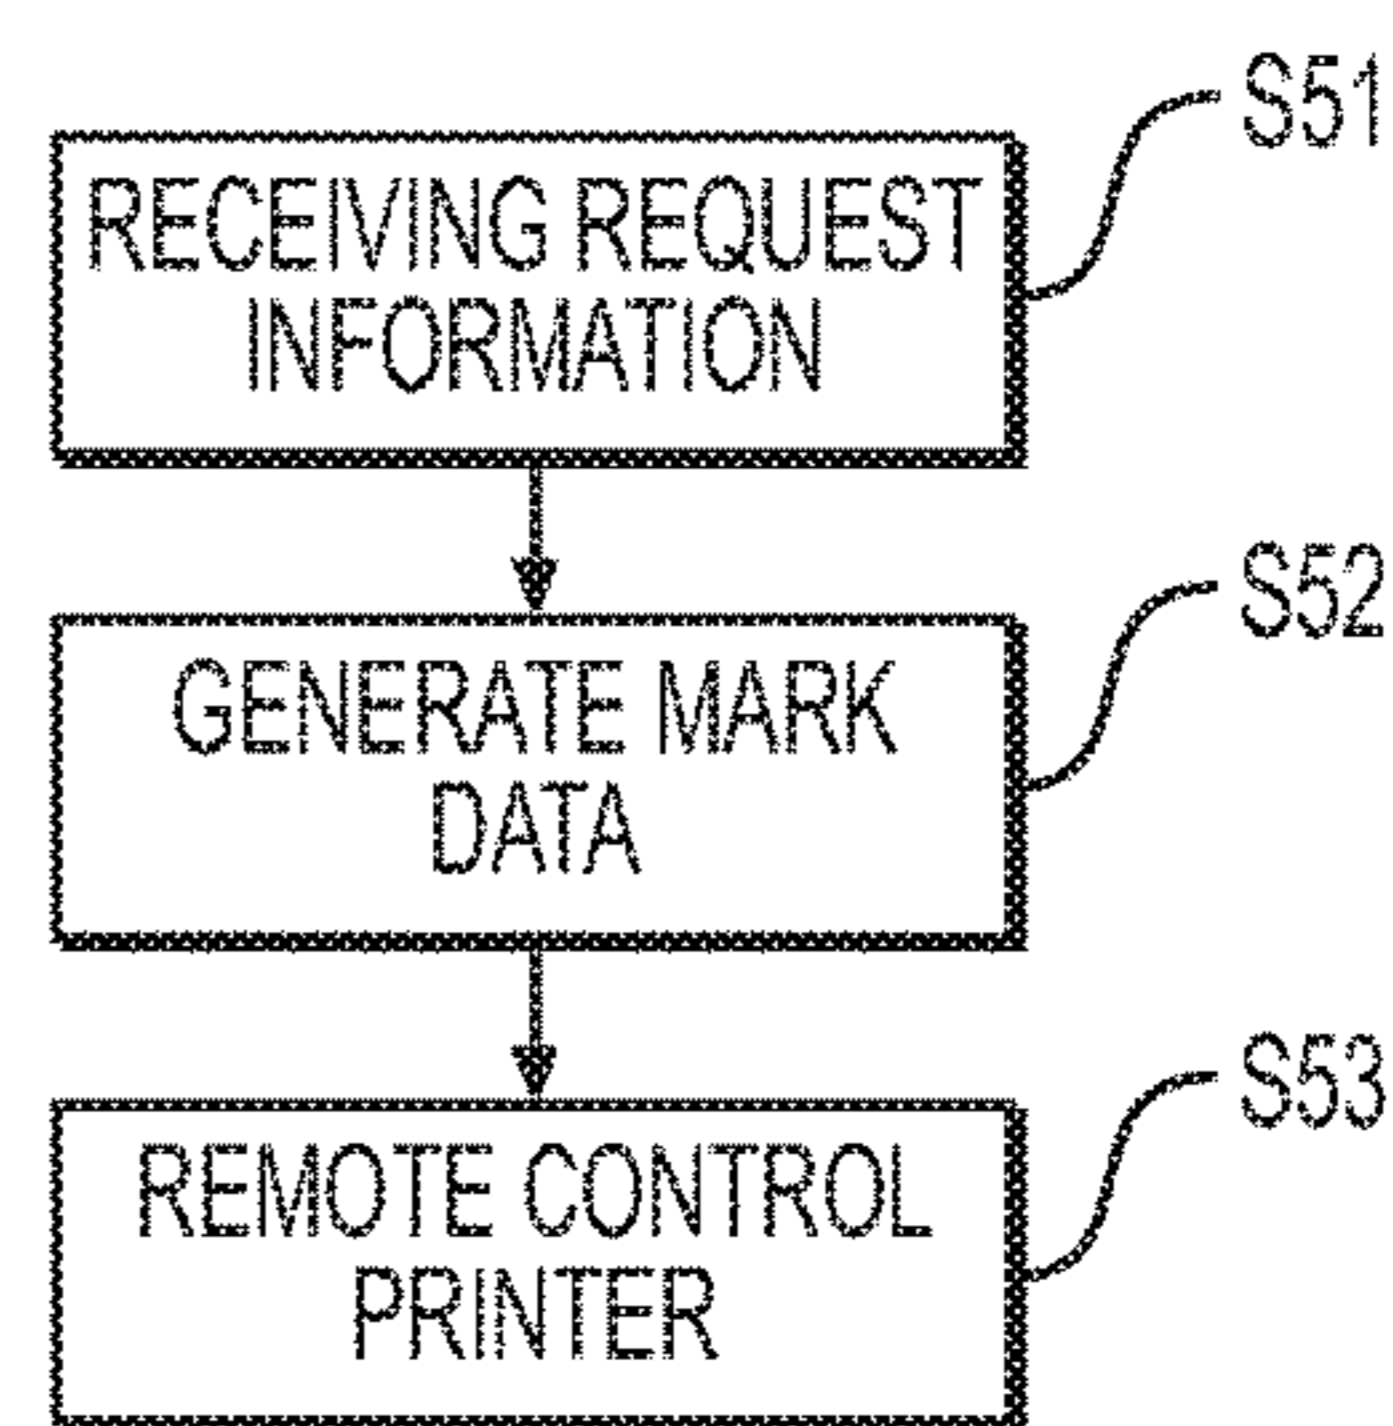 S51
RECEIVING REQUEST
INFORMATION
S52
GENERATE MARK
DATA
S53
REMOTE CONTROL
PRINTER